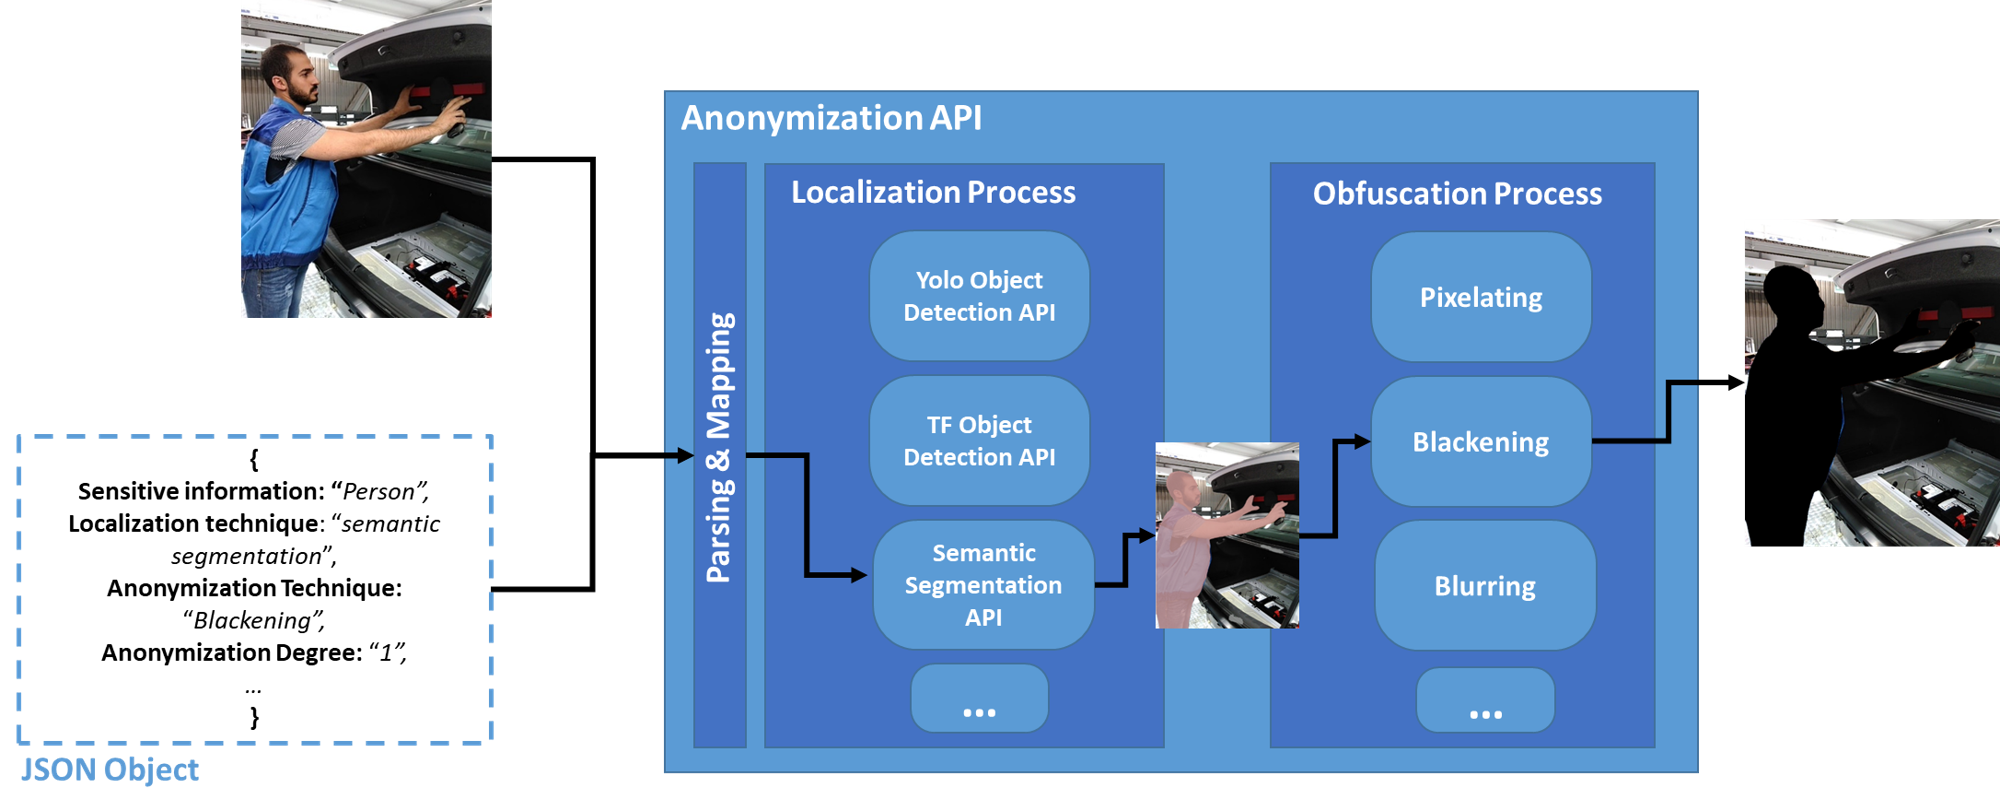 Anonymization API
Parsing & Mapping
Localization Process
Yolo Object
Detection API
TF Object
Detection API
Semantic
Segmentation
API
...
Obfuscation Process
Pixelating
Blackening
Blurring
...
{
Sensitive information: “Person”,
Localization technique: “semantic
segmentation”,
Anonymization Technique:
“Blackening”,
Anonymization Degree: “1”,
...
}
JSON Object